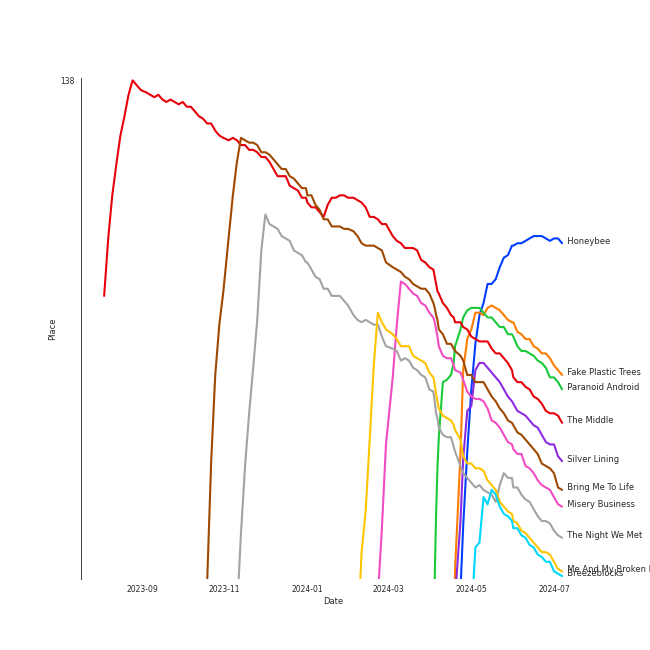 138
Place
Honeybee
Fake Plastic Trees
Paranoid Android
The Middle
Silver Lining
Bring Me To Life
Misery Business
The Night We Met
Me And My Broken
Breezeblocks
2023-09
2023-11
2024-01
2024-03
2024-05
2024-07
Date